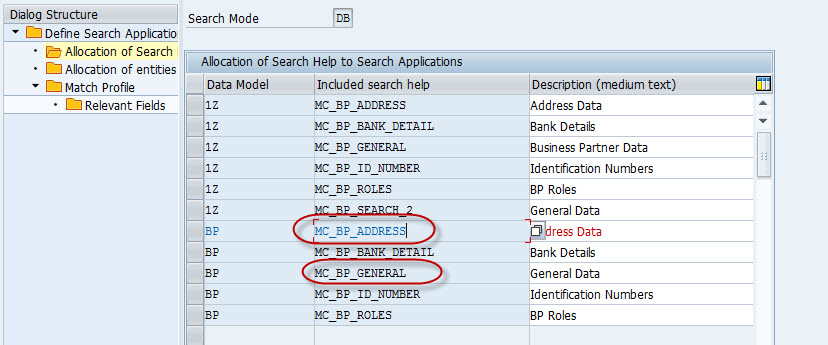 Dialog Structure
Define Search Applica
Allocation of Search
Allocation of entities
Match Profile
Relevant Fields
Search Mode DB
Allocation of Search Help to Search Applications
Data Model Included search help Description (medium text)
1Z MC_BP_ADDRESS Address Data
1Z MC_BP_BANK_DETAIL Bank Details
1Z MC_BP_GENERAL Business Partner Data
1Z MC_BP_ID_NUMBER Identification Numbers
1Z MC_BP_ROLES BP Roles
1Z MC_BP_SEARCH_2 General Data
BP MC_BP_ADDRESS dress Data
BP MC_BP_BANK_DETAIL Bank Details
BP MC_BP_GENERAL General Data
BP MC_BP_ID_NUMBER Identification Numbers
BP MC_BP_ROLES BP Roles